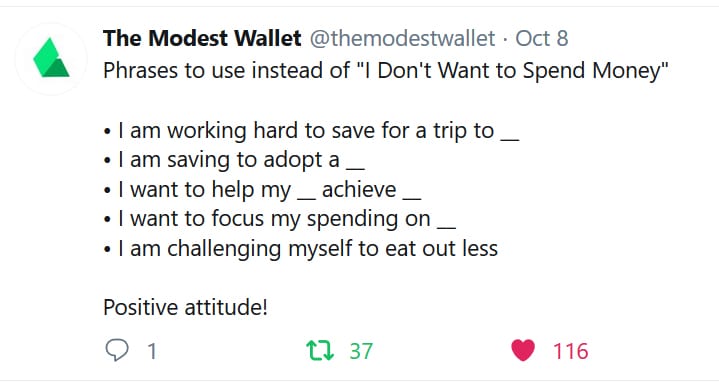 The Modest Wallet @themodestwallet · Oct 8
Phrases to use instead of "I Don't Want to Spend Money"
• I am working hard to save for a trip to __
• I am saving to adopt a __
• I want to help my __ achieve __
• I want to focus my spending on __
• I am challenging myself to eat out less
Positive attitude!
1 37 116